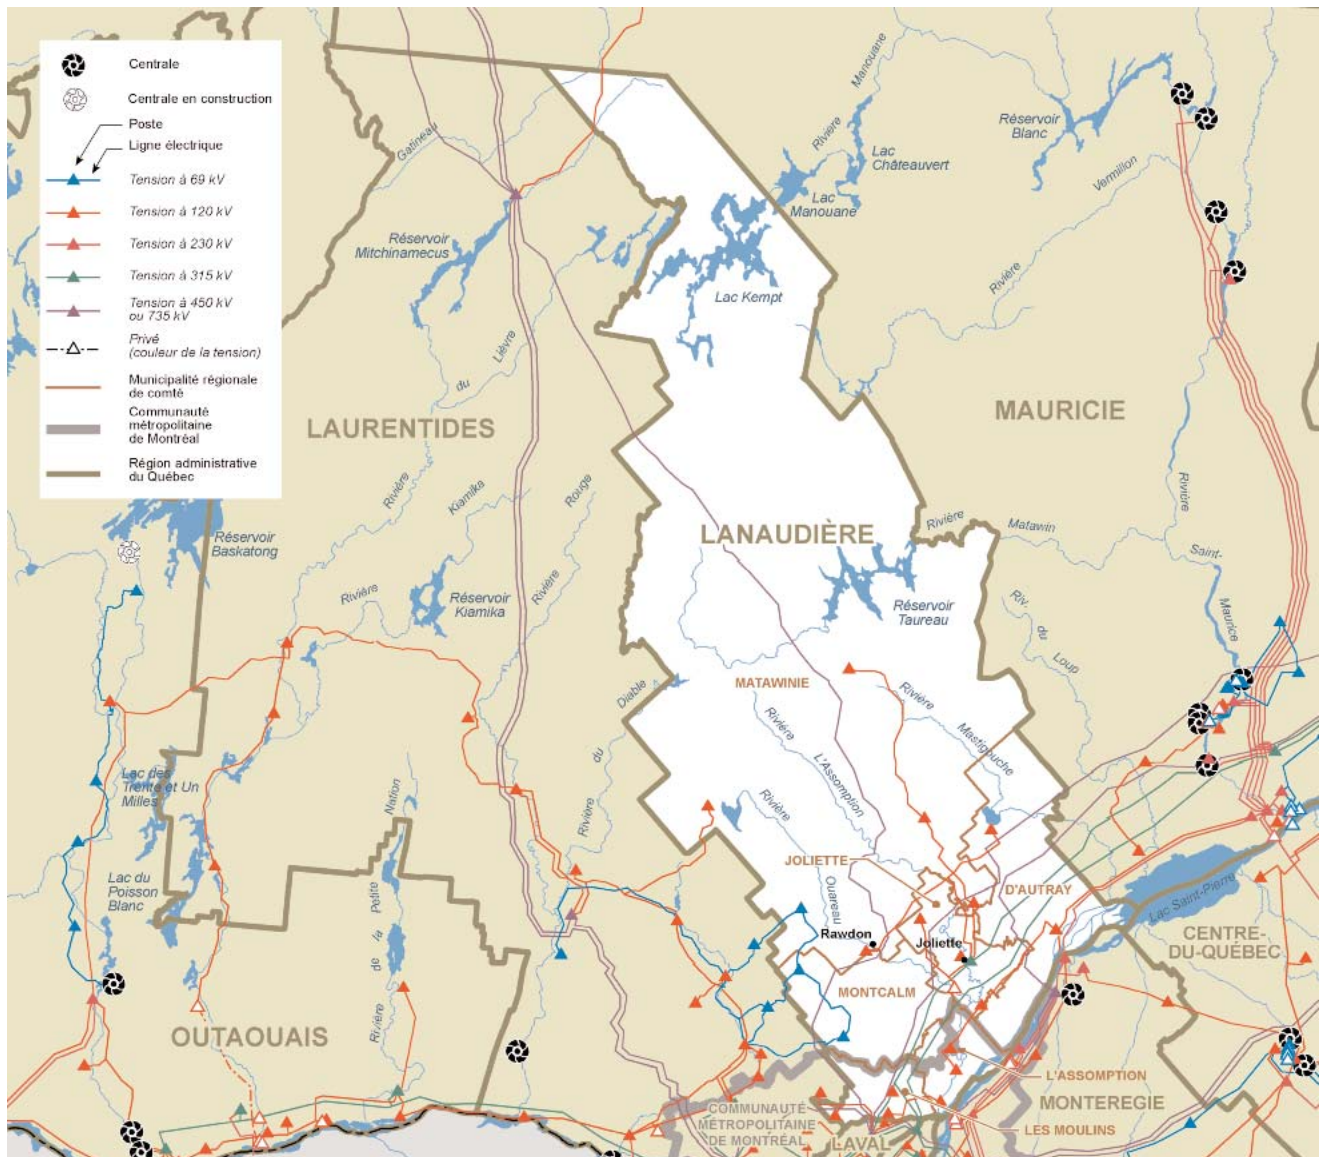 Centrale
Centrale en construction
Poste
Ligne électrique
Tension à 69 kV
Tension à 120 kV
Tension à 230 kV
Tension à 315 kV
Tension à 450 kV
ou 735 kV
Privé
(couleur de la tension)
Municipalité régionale
de comté
Communauté
métropolitaine
de Montréal
Région administrative
du Québec
Gatineau
Réservoir
Mitchinamecus
Rivière
Manouane
Lac
Châteauvert
Lac
Manouane
Lac Kempt
Réservoir
Blanc
Vermillon
Rivière
Lièvre
du
Rivière
LAURENTIDES
MAURICIE
LANAUDIÈRE
Kiamika
Rivière
Rouge
Rivière
Réservoir
Baskatong
Réservoir
Kiamika
Rivière
Matawin
Rivière
Saint-
Maurice
Réservoir
Taureau
Riv.
du
Loup
MATAWINIE
Diable
du
Rivière
Rivière
L'Assomption
Rivière
Mastigouche
Lac des
Trente et Un
Milles
Nation
Petite
la
de
Rivière
Rivière
Ouareau
JOLIETTE
D'AUTRAY
Lac du
Poisson
Blanc
Lac Saint-Pierre
Rawdon
Joliette
CENTRE-
DU-QUÉBEC
MONTCALM
OUTAOUAIS
L'ASSOMPTION
MONTEREGIE
COMMUNAUTÉ
MÉTROPOLITAINE
DE MONTRÉAL
LES MOULINS
LAVAL